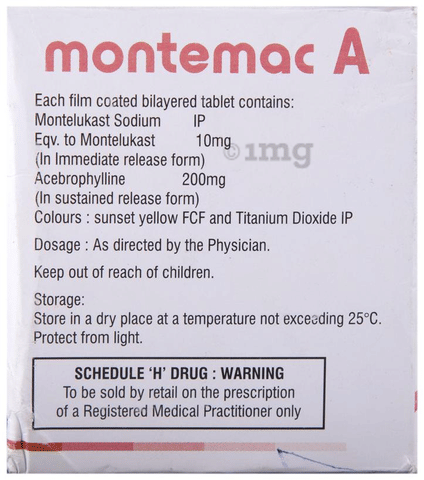 montemac A
Each film coated bilayered tablet contains:
Montelukast Sodium IP
Eqv. to Montelukast 10mg
(In Immediate release form)
Acebrophylline 200mg
(In sustained release form)
Colours : sunset yellow FCF and Titanium Dioxide IP
Dosage : As directed by the Physician.
Keep out of reach of children.
Storage:
Store in a dry place at a temperature not exceeding 25°C.
Protect from light.
SCHEDULE ‘H’ DRUG : WARNING
To be sold by retail on the prescription
of a Registered Medical Practitioner only
©1mg